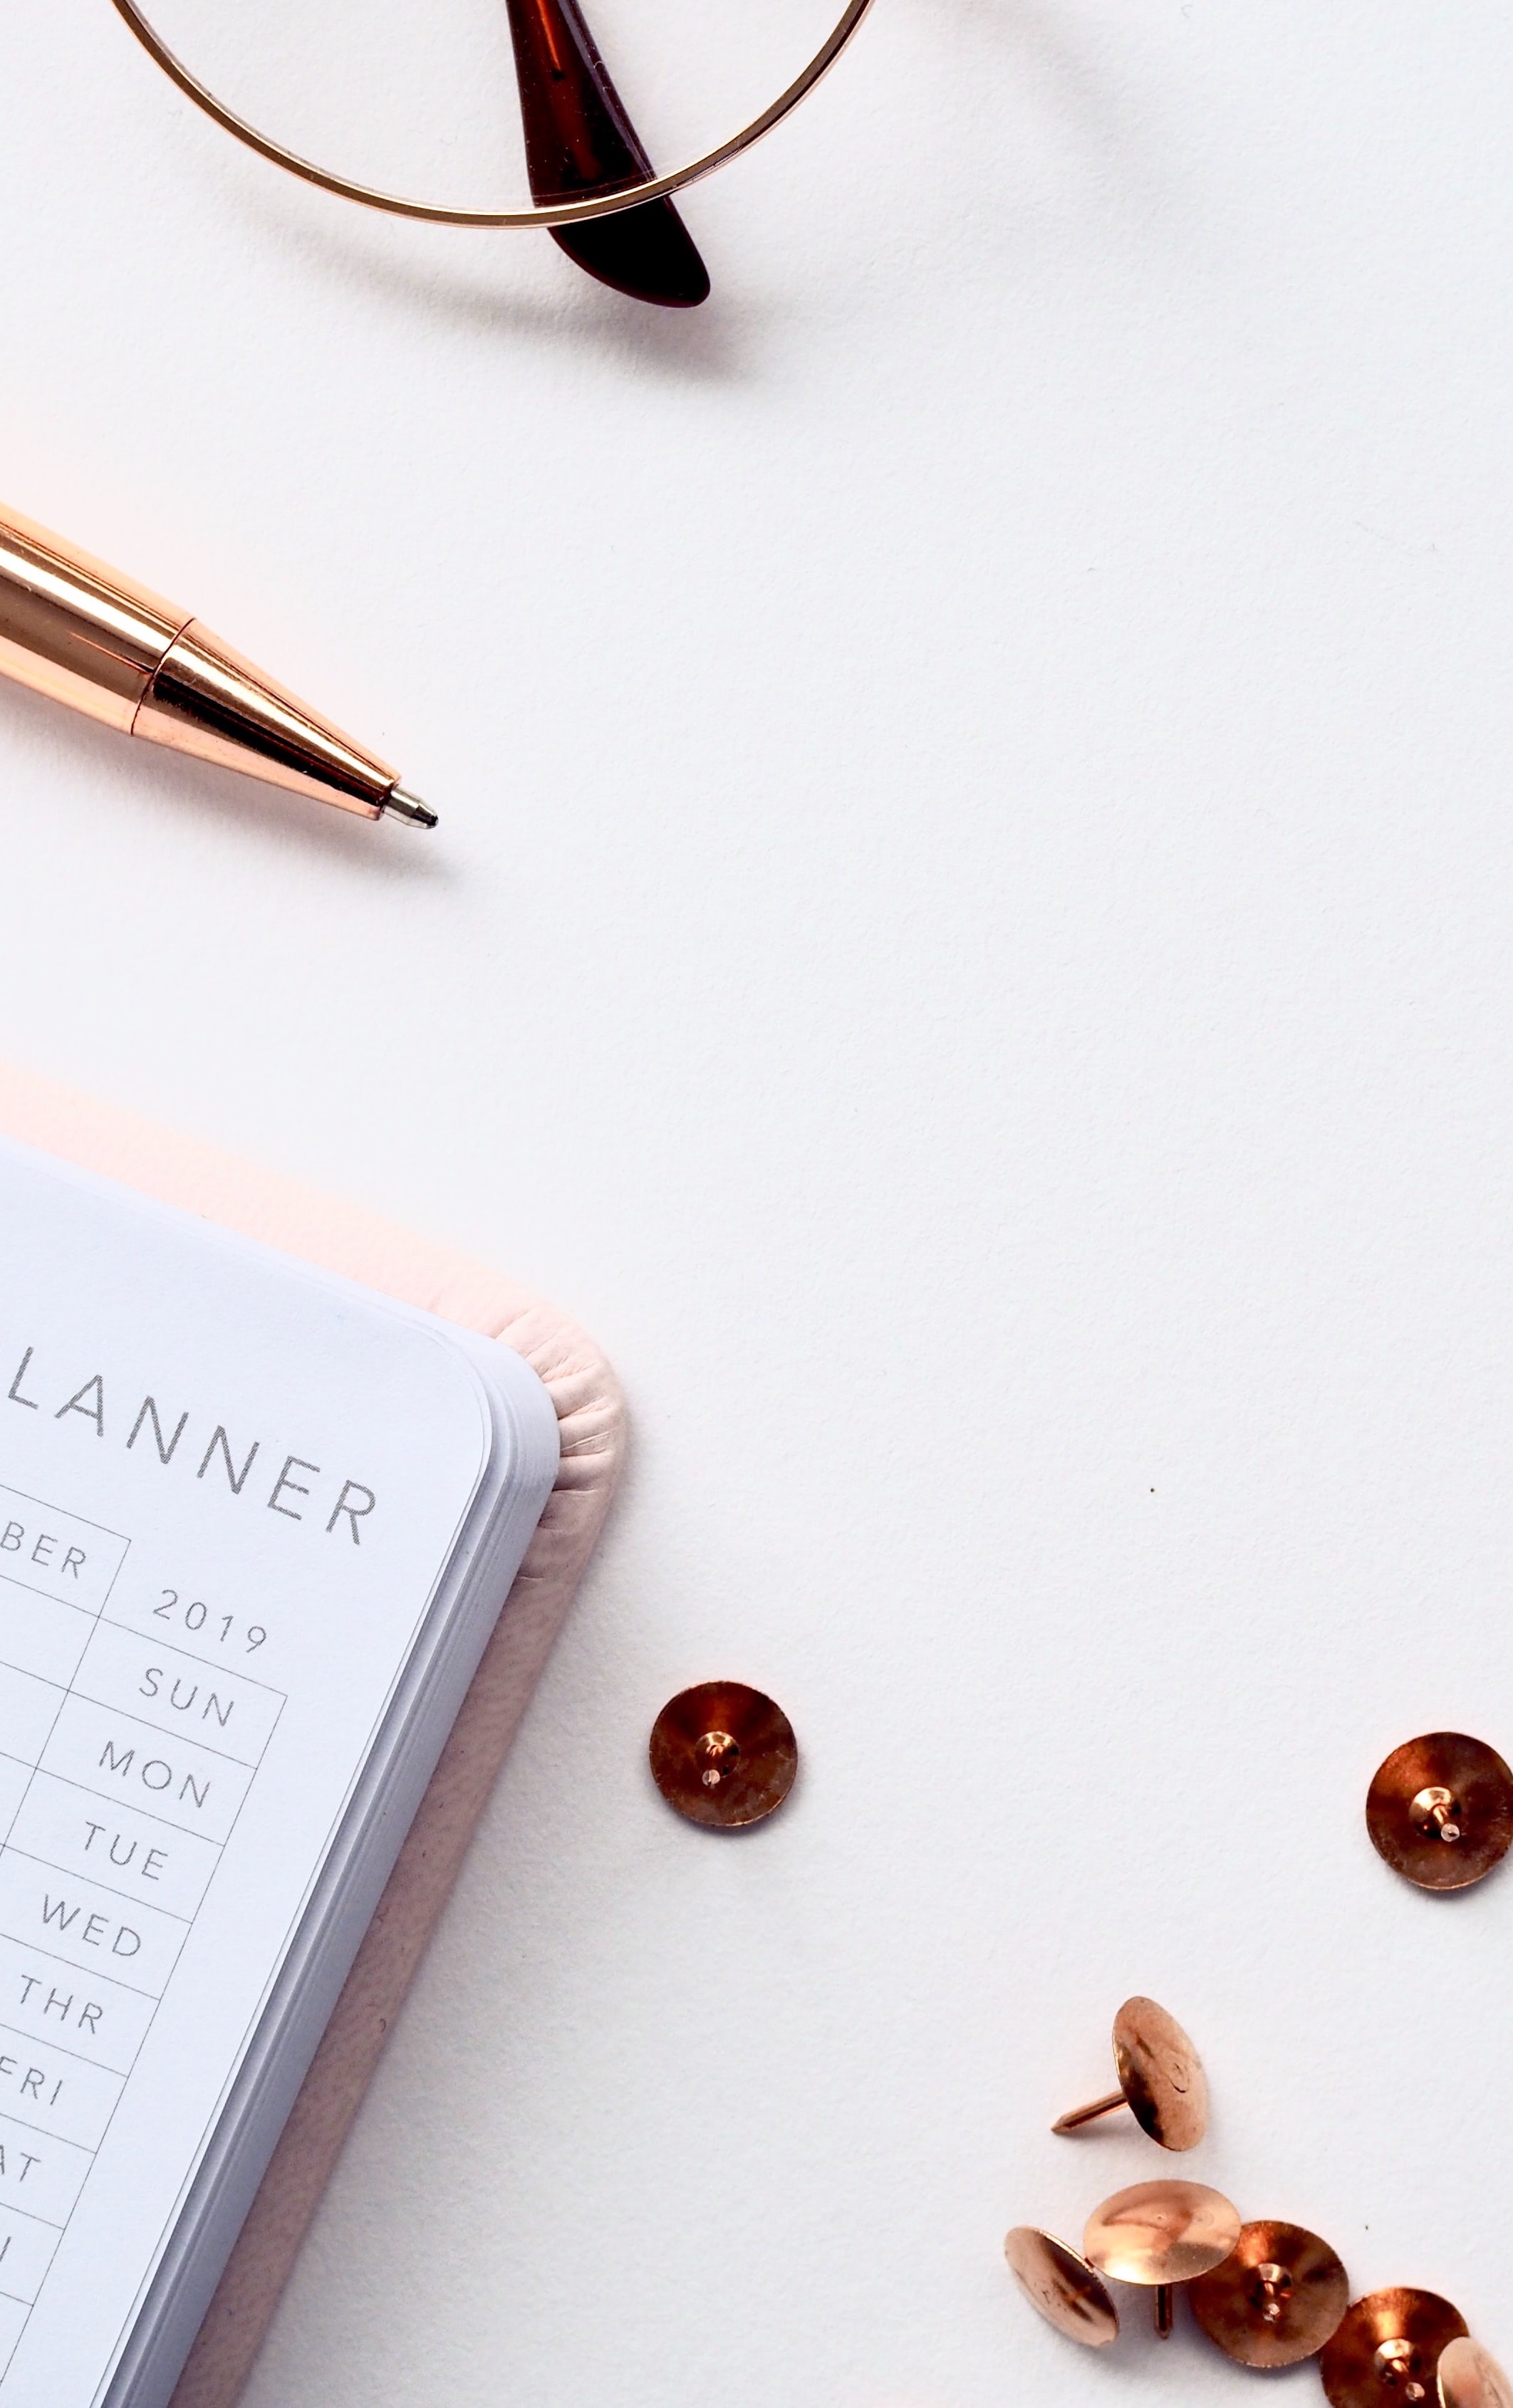 LANNER
BER
2019
SUN
MON
TUE
WED
THR
FRI
AT